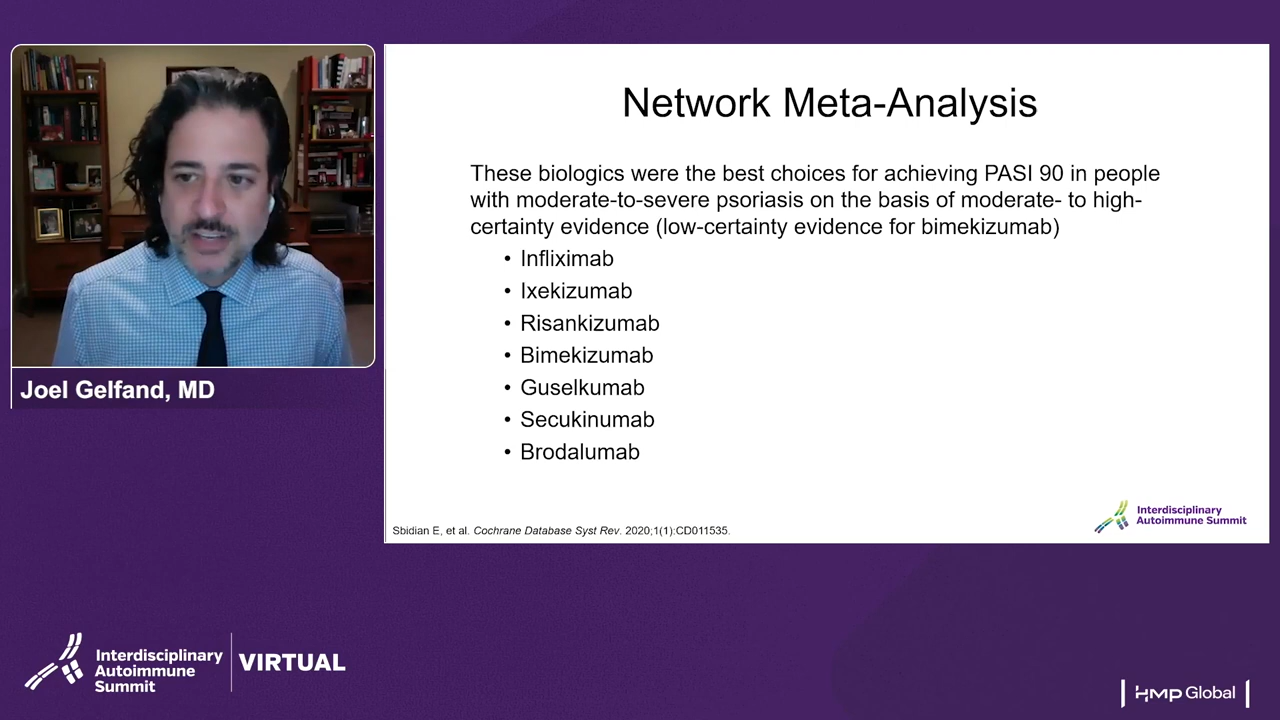 Network Meta-Analysis
These biologics were the best choices for achieving PASI 90 in people
with moderate-to-severe psoriasis on the basis of moderate- to high-
certainty evidence (low-certainty evidence for bimekizumab)
• Infliximab
• Ixekizumab
• Risankizumab
• Bimekizumab
• Guselkumab
• Secukinumab
• Brodalumab
Sbidian E, et al. Cochrane Database Syst Rev. 2020;1(1):CD011535.
Interdisciplinary
Autoimmune Summit
Joel Gelfand, MD
Interdisciplinary
Autoimmune
Summit
VIRTUAL
HMP Global